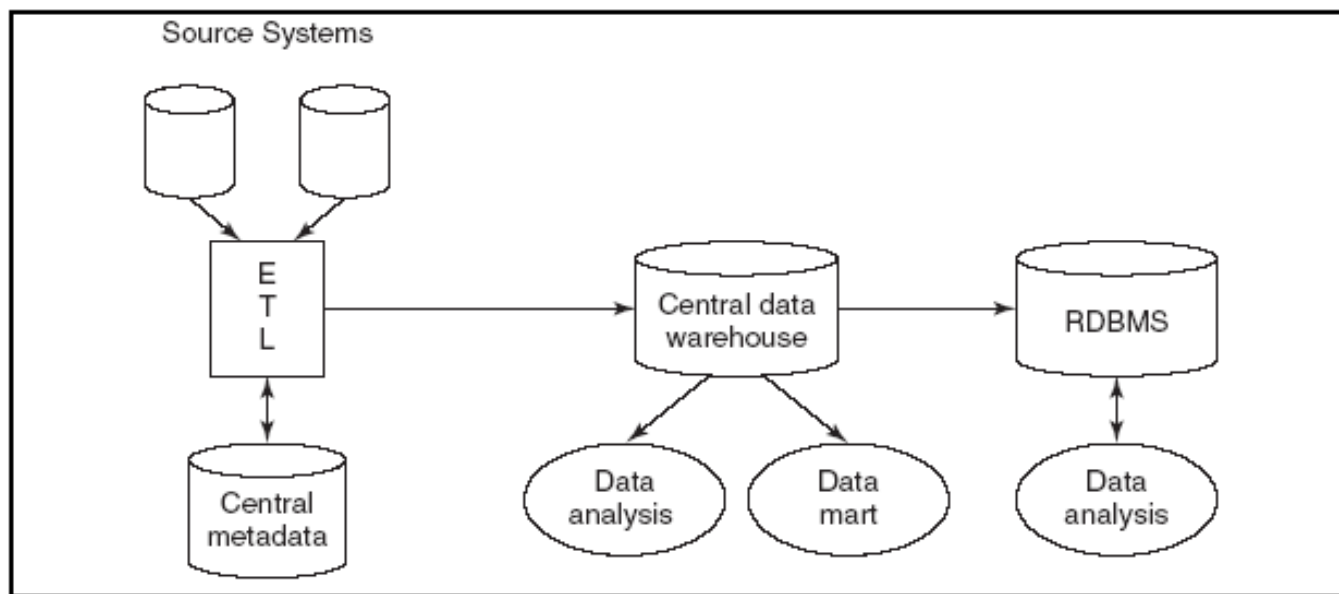 Source Systems
E
T
L
Central data
warehouse
RDBMS
Central
metadata
Data
analysis
Data
mart
Data
analysis